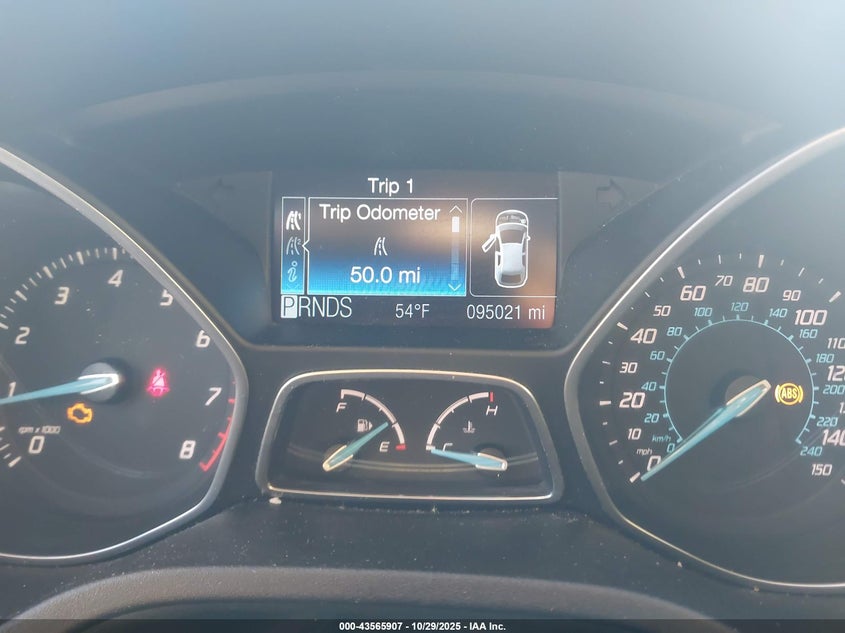 Trip 1
Trip Odometer
50.0 mi
PRNDS 54°F 095021 mi
0 1 2 3 4 5 6 7 8
rpm x1000
F E
C H
0 10 20 30 40 50 60 70 80 90 100 110 120 140 150
mph
20 40 60 80 100 120 140 160 180 200 220 240
km/h
ABS
000-43565907 - 10/29/2025 - IAA Inc.